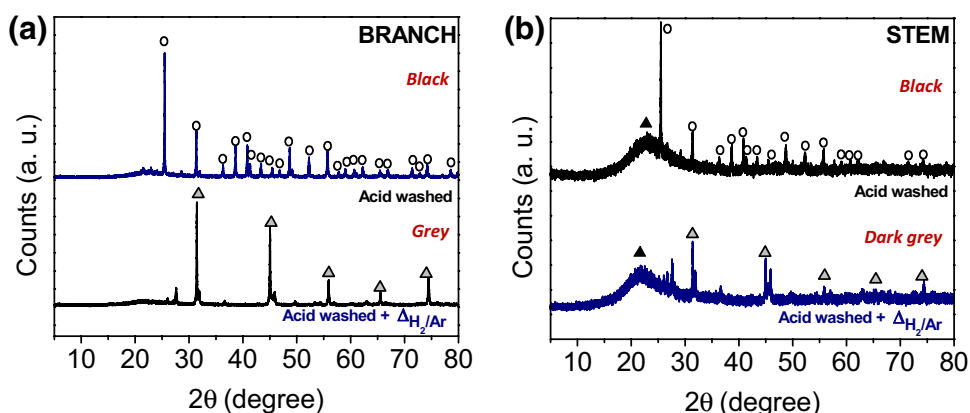 (a)
BRANCH
Black
Acid washed
Grey
Acid washed + Δ H₂/Ar
Counts (a. u.)
10 20 30 40 50 60 70 80
2θ (degree)
(b)
STEM
Black
Acid washed
Dark grey
Acid washed + Δ H₂/Ar
Counts (a. u.)
10 20 30 40 50 60 70 80
2θ (degree)